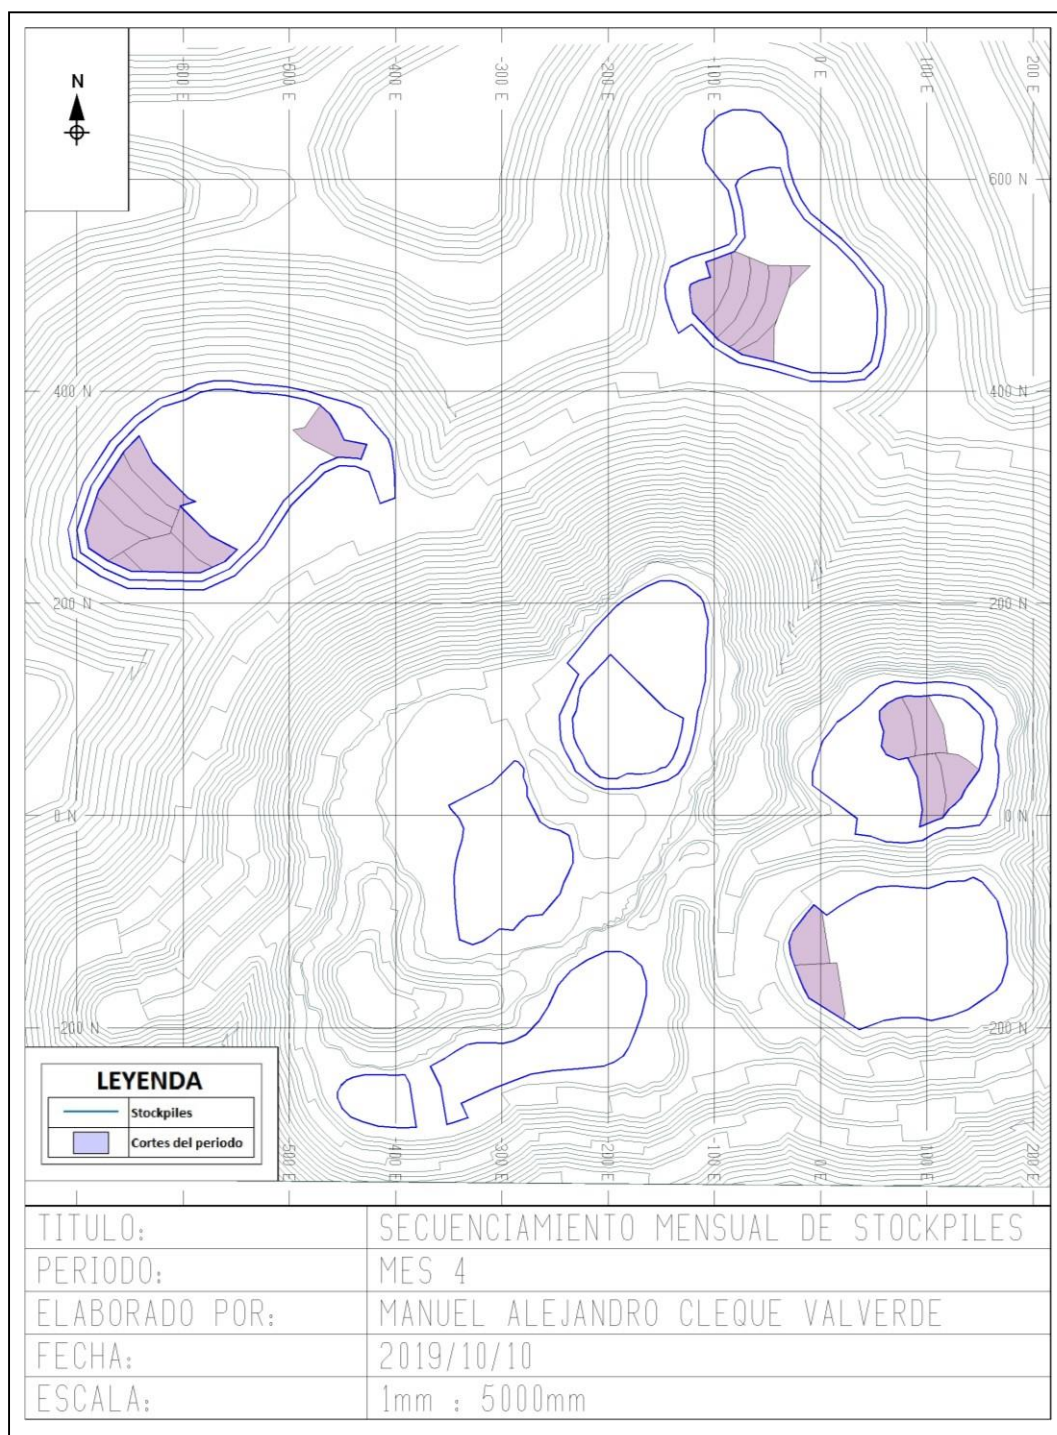 N
-600 E
-500 E
-400 E
-300 E
-200 E
-100 E
0 E
100 E
200 E
600 N
400 N
400 N
200 N
200 N
0 N
0 N
-200 N
-200 N
LEYENDA
Stockpiles
Cortes del periodo
-500 E
-400 E
-300 E
-200 E
-100 E
0 E
100 E
200 E
TITULO: SECUENCIAMIENTO MENSUAL DE STOCKPILES
PERIODO: MES 4
ELABORADO POR: MANUEL ALEJANDRO CLEQUE VALVERDE
FECHA: 2019/10/10
ESCALA: 1mm : 5000mm